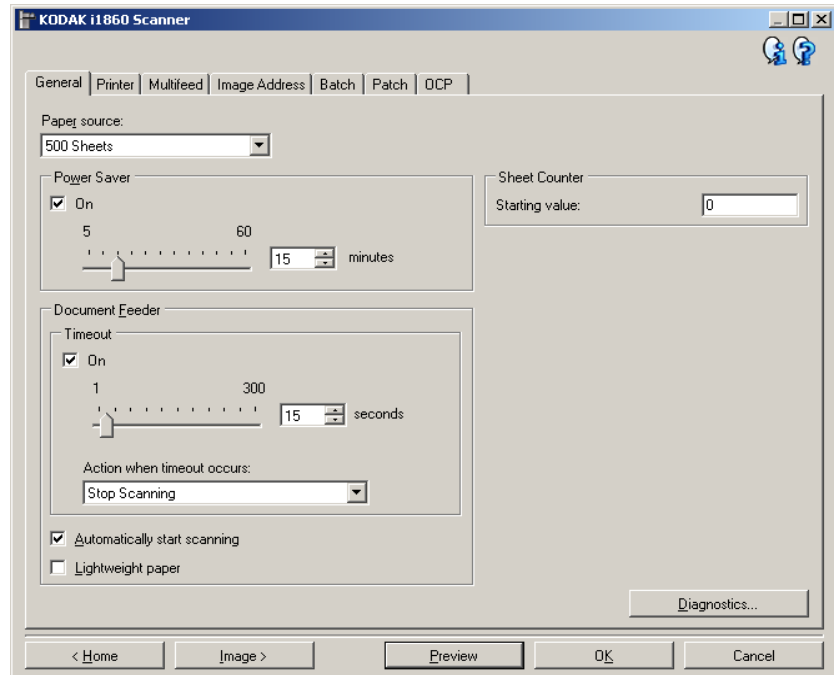 KODAK i1860 Scanner
General Printer Multifeed Image Address Batch Patch OCP
Paper source:
500 Sheets
Power Saver
On
5 60
15 minutes
Sheet Counter
Starting value: 0
Document Feeder
Timeout
On
1 300
15 seconds
Action when timeout occurs:
Stop Scanning
Automatically start scanning
Lightweight paper
Diagnostics...
< Home Image > Preview OK Cancel